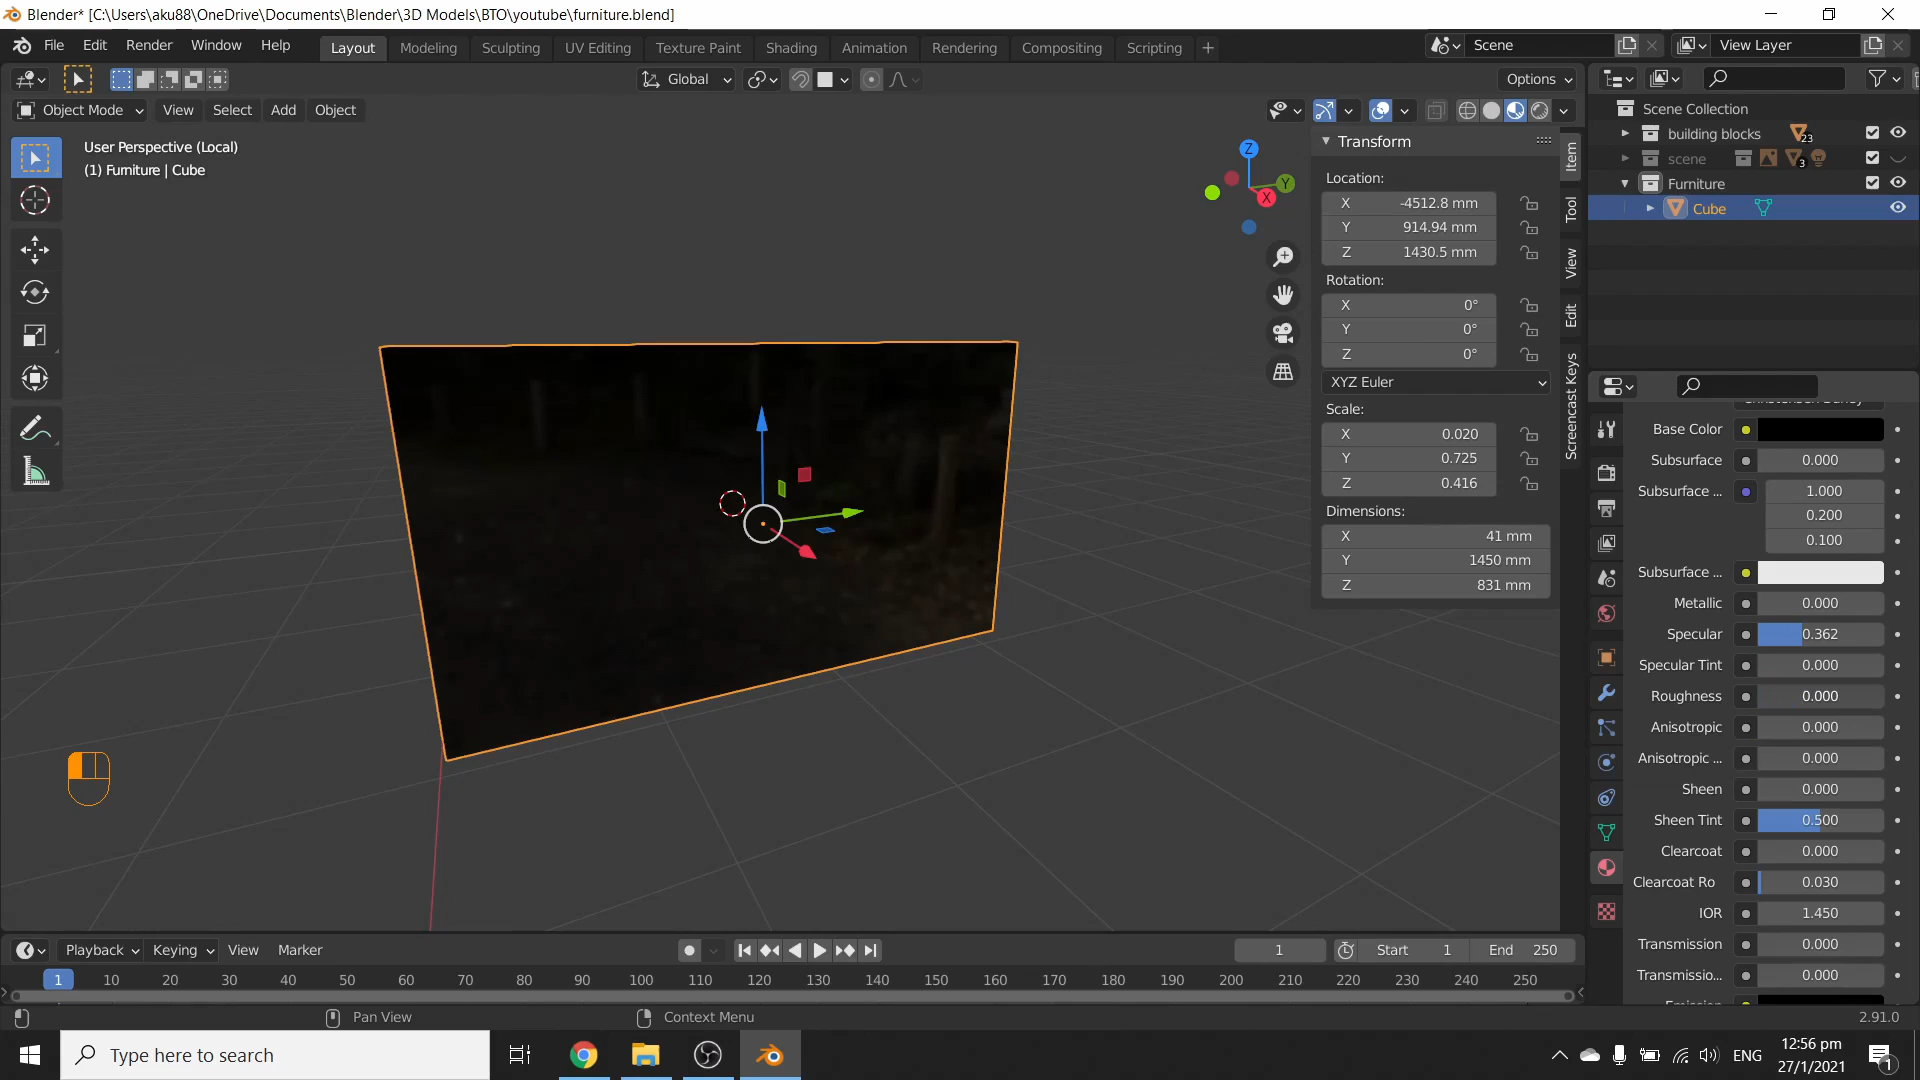 Blender* [C:\Users\aku88\OneDrive\Documents\Blender\3D Models\BTO\youtube\furniture.blend]
File Edit Render Window Help Layout Modeling Sculpting UV Editing Texture Paint Shading Animation Rendering Compositing Scripting + Scene View Layer
Global Options
Object Mode View Select Add Object
User Perspective (Local)
(1) Furniture | Cube
Z
Y
X
Transform
Location:
X -4512.8 mm
Y 914.94 mm
Z 1430.5 mm
Rotation:
X 0°
Y 0°
Z 0°
XYZ Euler
Scale:
X 0.020
Y 0.725
Z 0.416
Dimensions:
X 41 mm
Y 1450 mm
Z 831 mm
Item
Tool
View
Edit
Screencast Keys
Scene Collection
building blocks 23
scene 3
Furniture
Cube
Base Color
Subsurface 0.000
Subsurface ... 1.000
0.200
0.100
Subsurface ...
Metallic 0.000
Specular 0.362
Specular Tint 0.000
Roughness 0.000
Anisotropic 0.000
Anisotropic ... 0.000
Sheen 0.000
Sheen Tint 0.500
Clearcoat 0.000
Clearcoat Ro 0.030
IOR 1.450
Transmission 0.000
Transmissio... 0.000
Playback Keying View Marker 1 Start 1 End 250
1 10 20 30 40 50 60 70 80 90 100 110 120 130 140 150 160 170 180 190 200 210 220 230 240 250
Pan View Context Menu 2.91.0
Type here to search ENG 12:56 pm
27/1/2021
1